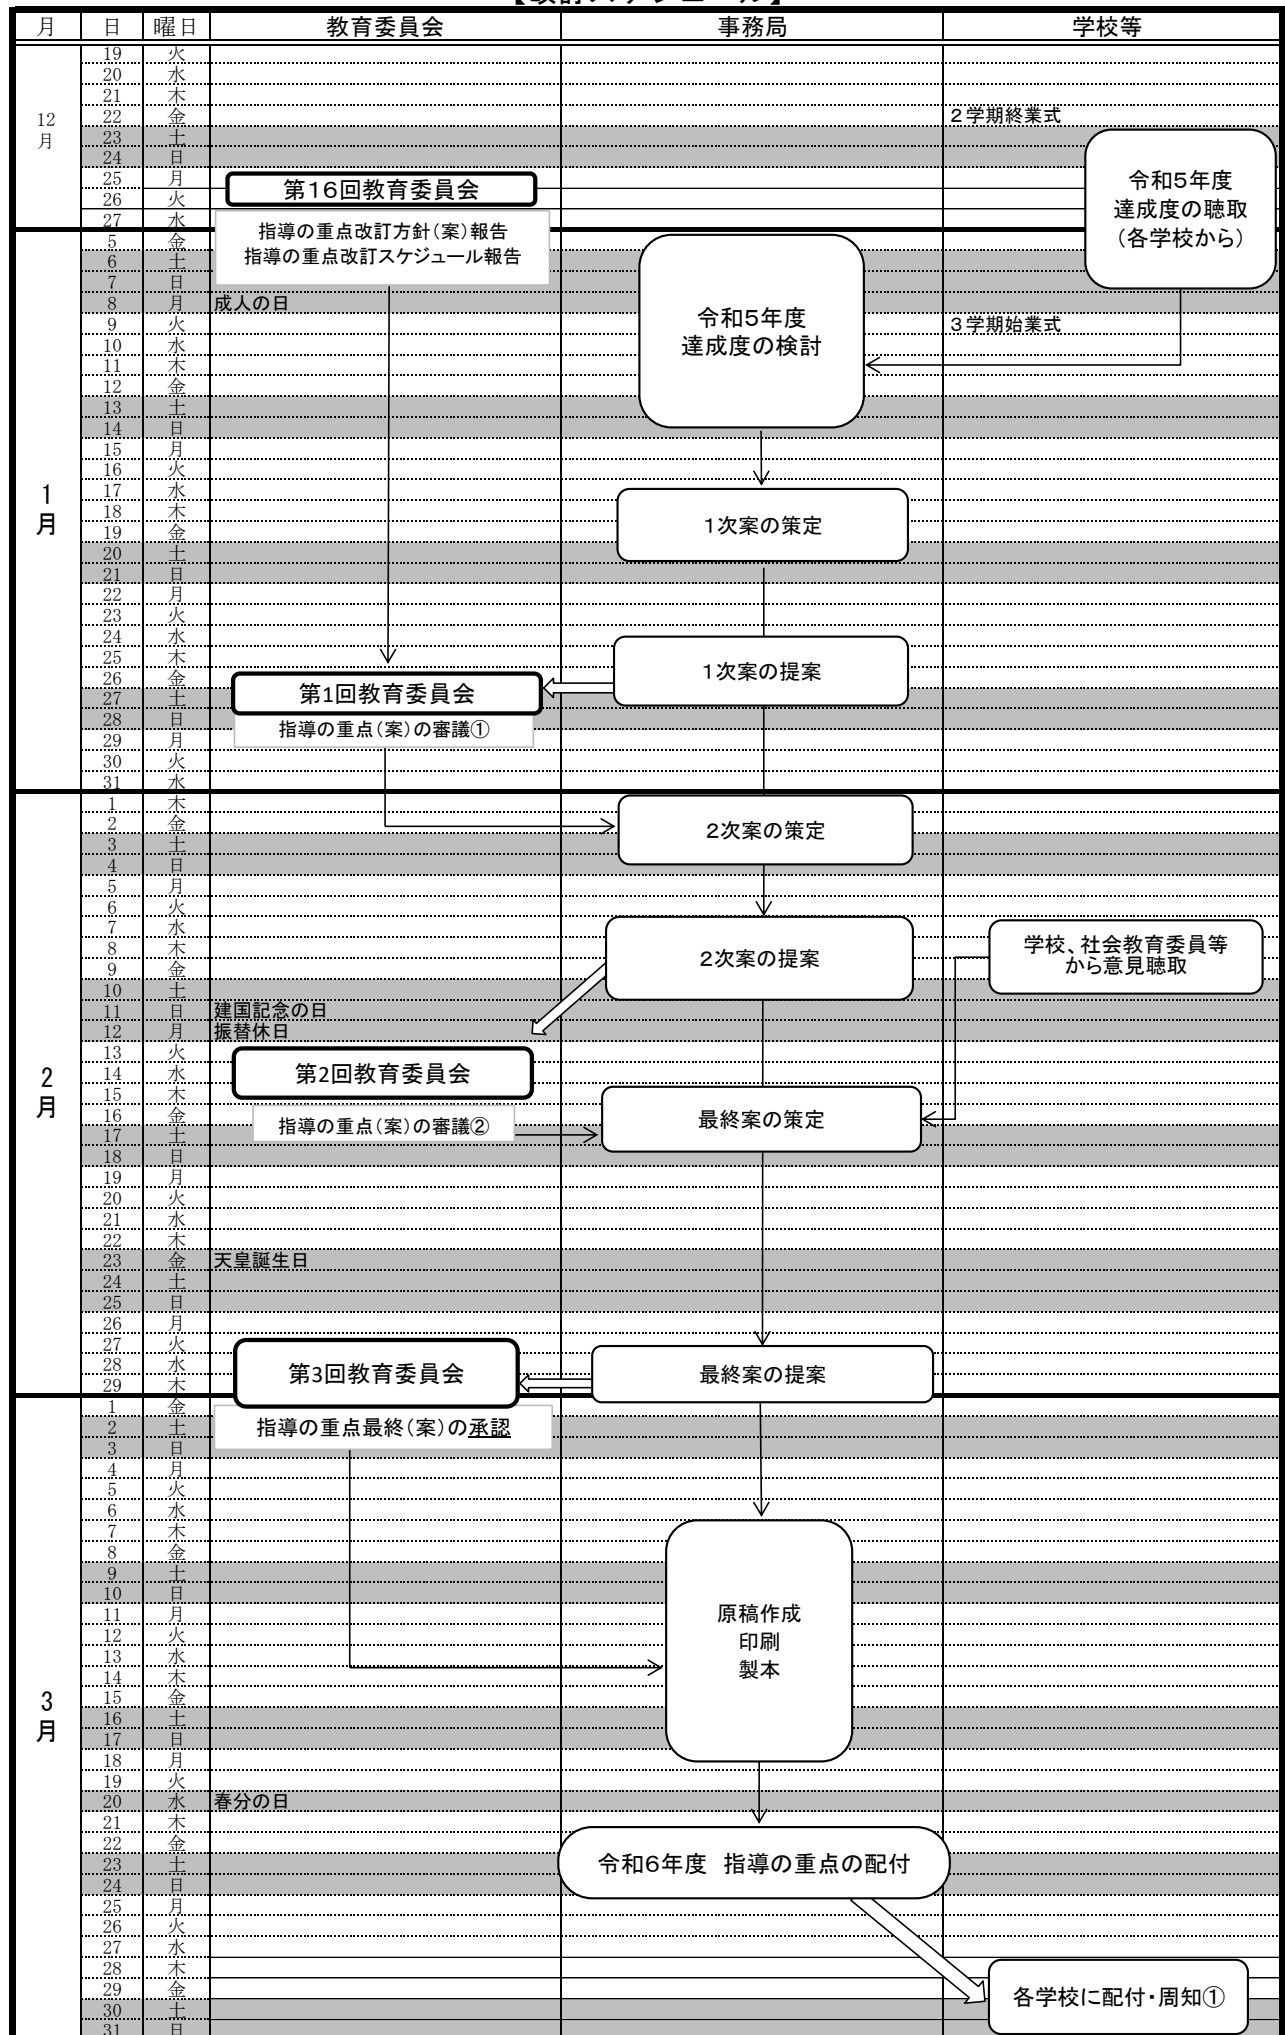 【改訂スケジュール】
月 日 曜日 教育委員会 事務局 学校等
12
月
19 火
20 水
21 木
22 金 2学期終業式
23 土
24 日
25 月
26 火
27 水
第16回教育委員会
指導の重点改訂方針(案)報告
指導の重点改訂スケジュール報告
令和5年度
達成度の聴取
(各学校から)
1
月
5 金
6 土
7 日
8 月 成人の日
9 火 3学期始業式
10 水
11 木
12 金
13 土
14 日
15 月
16 火
17 水
18 木
19 金
20 土
21 日
22 月
23 火
24 水
25 木
26 金
27 土
28 日
29 月
30 火
31 水
令和5年度
達成度の検討
1次案の策定
1次案の提案
第1回教育委員会
指導の重点(案)の審議①
2
月
1 木
2 金
3 土
4 日
5 月
6 火
7 水
8 木
9 金
10 土
11 日 建国記念の日
12 月 振替休日
13 火
14 水
15 木
16 金
17 土
18 日
19 月
20 火
21 水
22 木
23 金 天皇誕生日
24 土
25 日
26 月
27 火
28 水
29 木
2次案の策定
2次案の提案
学校、社会教育委員等
から意見聴取
第2回教育委員会
指導の重点(案)の審議②
最終案の策定
第3回教育委員会
最終案の提案
3
月
1 金
2 土
3 日
4 月
5 火
6 水
7 木
8 金
9 土
10 日
11 月
12 火
13 水
14 木
15 金
16 土
17 日
18 月
19 火
20 水 春分の日
21 木
22 金
23 土
24 日
25 月
26 火
27 水
28 木
29 金
30 土
31 日
指導の重点最終(案)の承認
原稿作成
印刷
製本
令和6年度 指導の重点の配付
各学校に配付・周知①